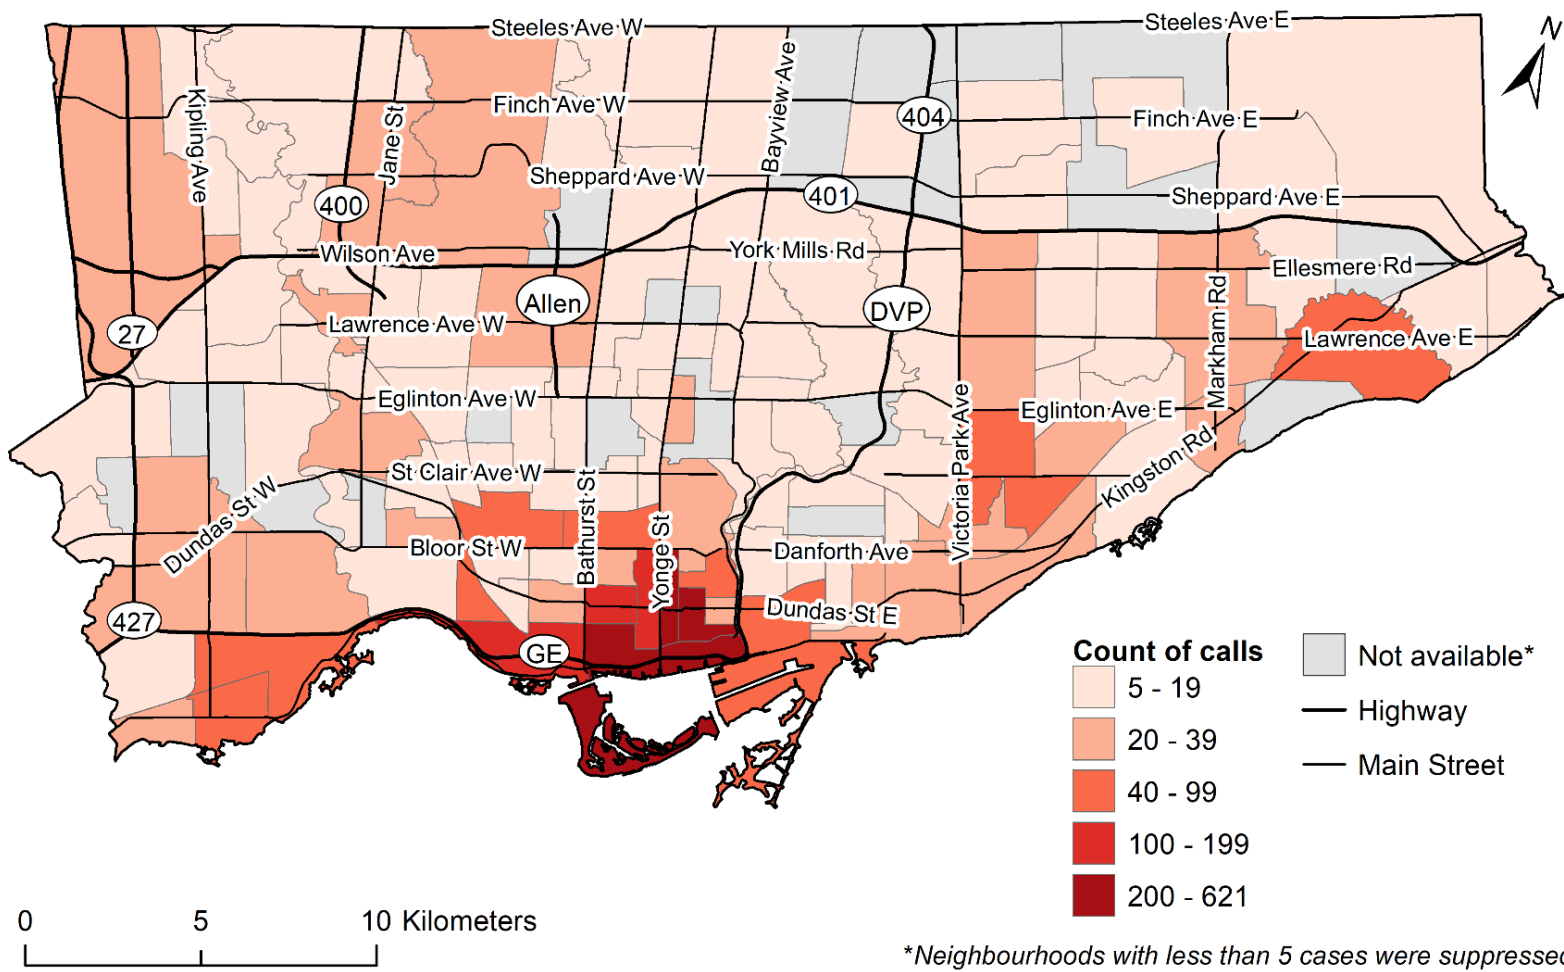 Steeles Ave W
Steeles Ave E
N
Bayview Ave
Finch Ave W
404
Finch Ave E
Kipling Ave
Jane St
Sheppard Ave W
400
401
Sheppard Ave E
Wilson Ave
York Mills Rd
Ellesmere Rd
Allen
DVP
Markham Rd
27
Lawrence Ave W
Lawrence Ave E
Eglinton Ave W
Eglinton Ave E
Victoria Park Ave
Kingston Rd
St Clair Ave W
Dundas St W
Bathurst St
Yonge St
Bloor St W
Danforth Ave
427
Dundas St E
GE
Count of calls
5 - 19
20 - 39
40 - 99
100 - 199
200 - 621
Not available*
Highway
Main Street
0 5 10 Kilometers
*Neighbourhoods with less than 5 cases were suppressed